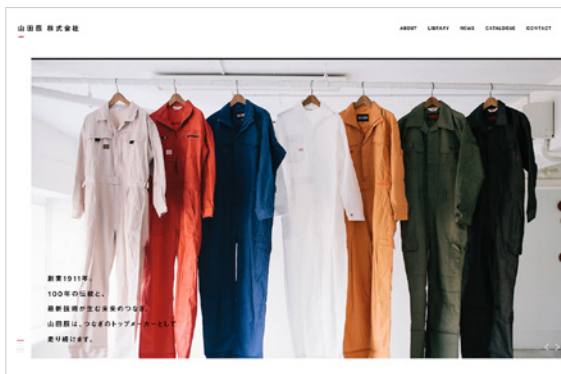 山田辰 株式会社
ABOUT
LIBRARY
NEWS
CATALOGUE
CONTACT
創業1911年。
100年の伝統と、
最新技術が生む未来のつなぎ。
山田辰は、つなぎのトップメーカーとして
走り続けます。